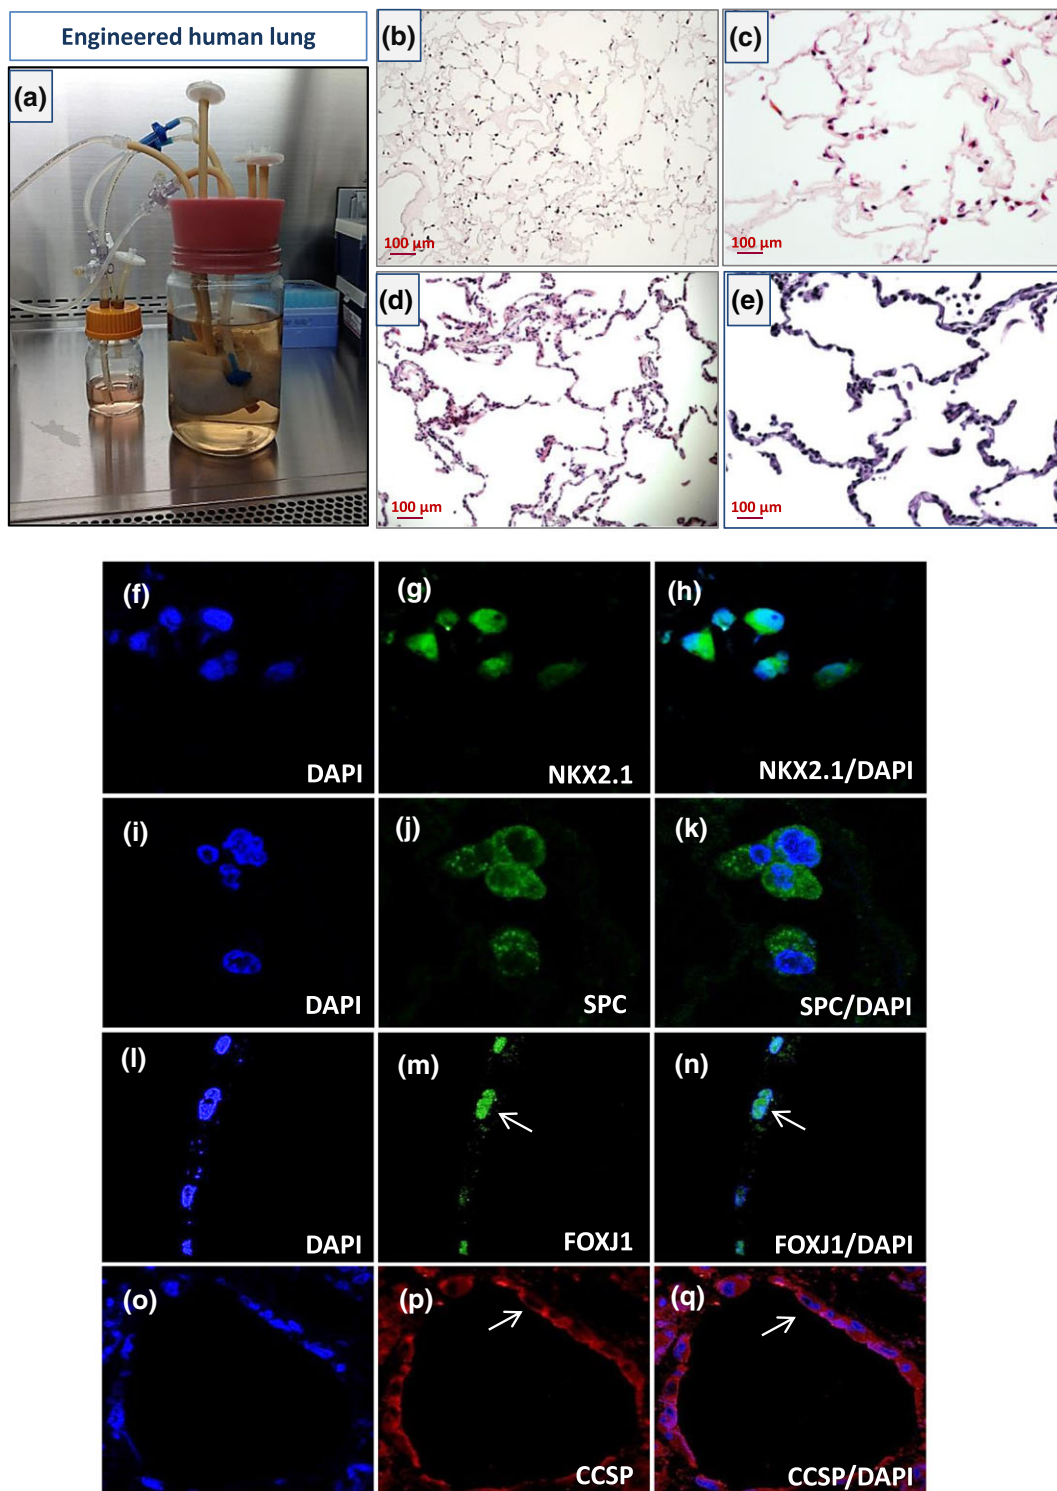 Engineered human lung
(a)
(b)
100 µm
(c)
100 µm
(d)
100 µm
(e)
100 µm
(f)
DAPI
(g)
NKX2.1
(h)
NKX2.1/DAPI
(i)
DAPI
(j)
SPC
(k)
SPC/DAPI
(l)
DAPI
(m)
FOXJ1
(n)
FOXJ1/DAPI
(o)
(p)
CCSP
(q)
CCSP/DAPI